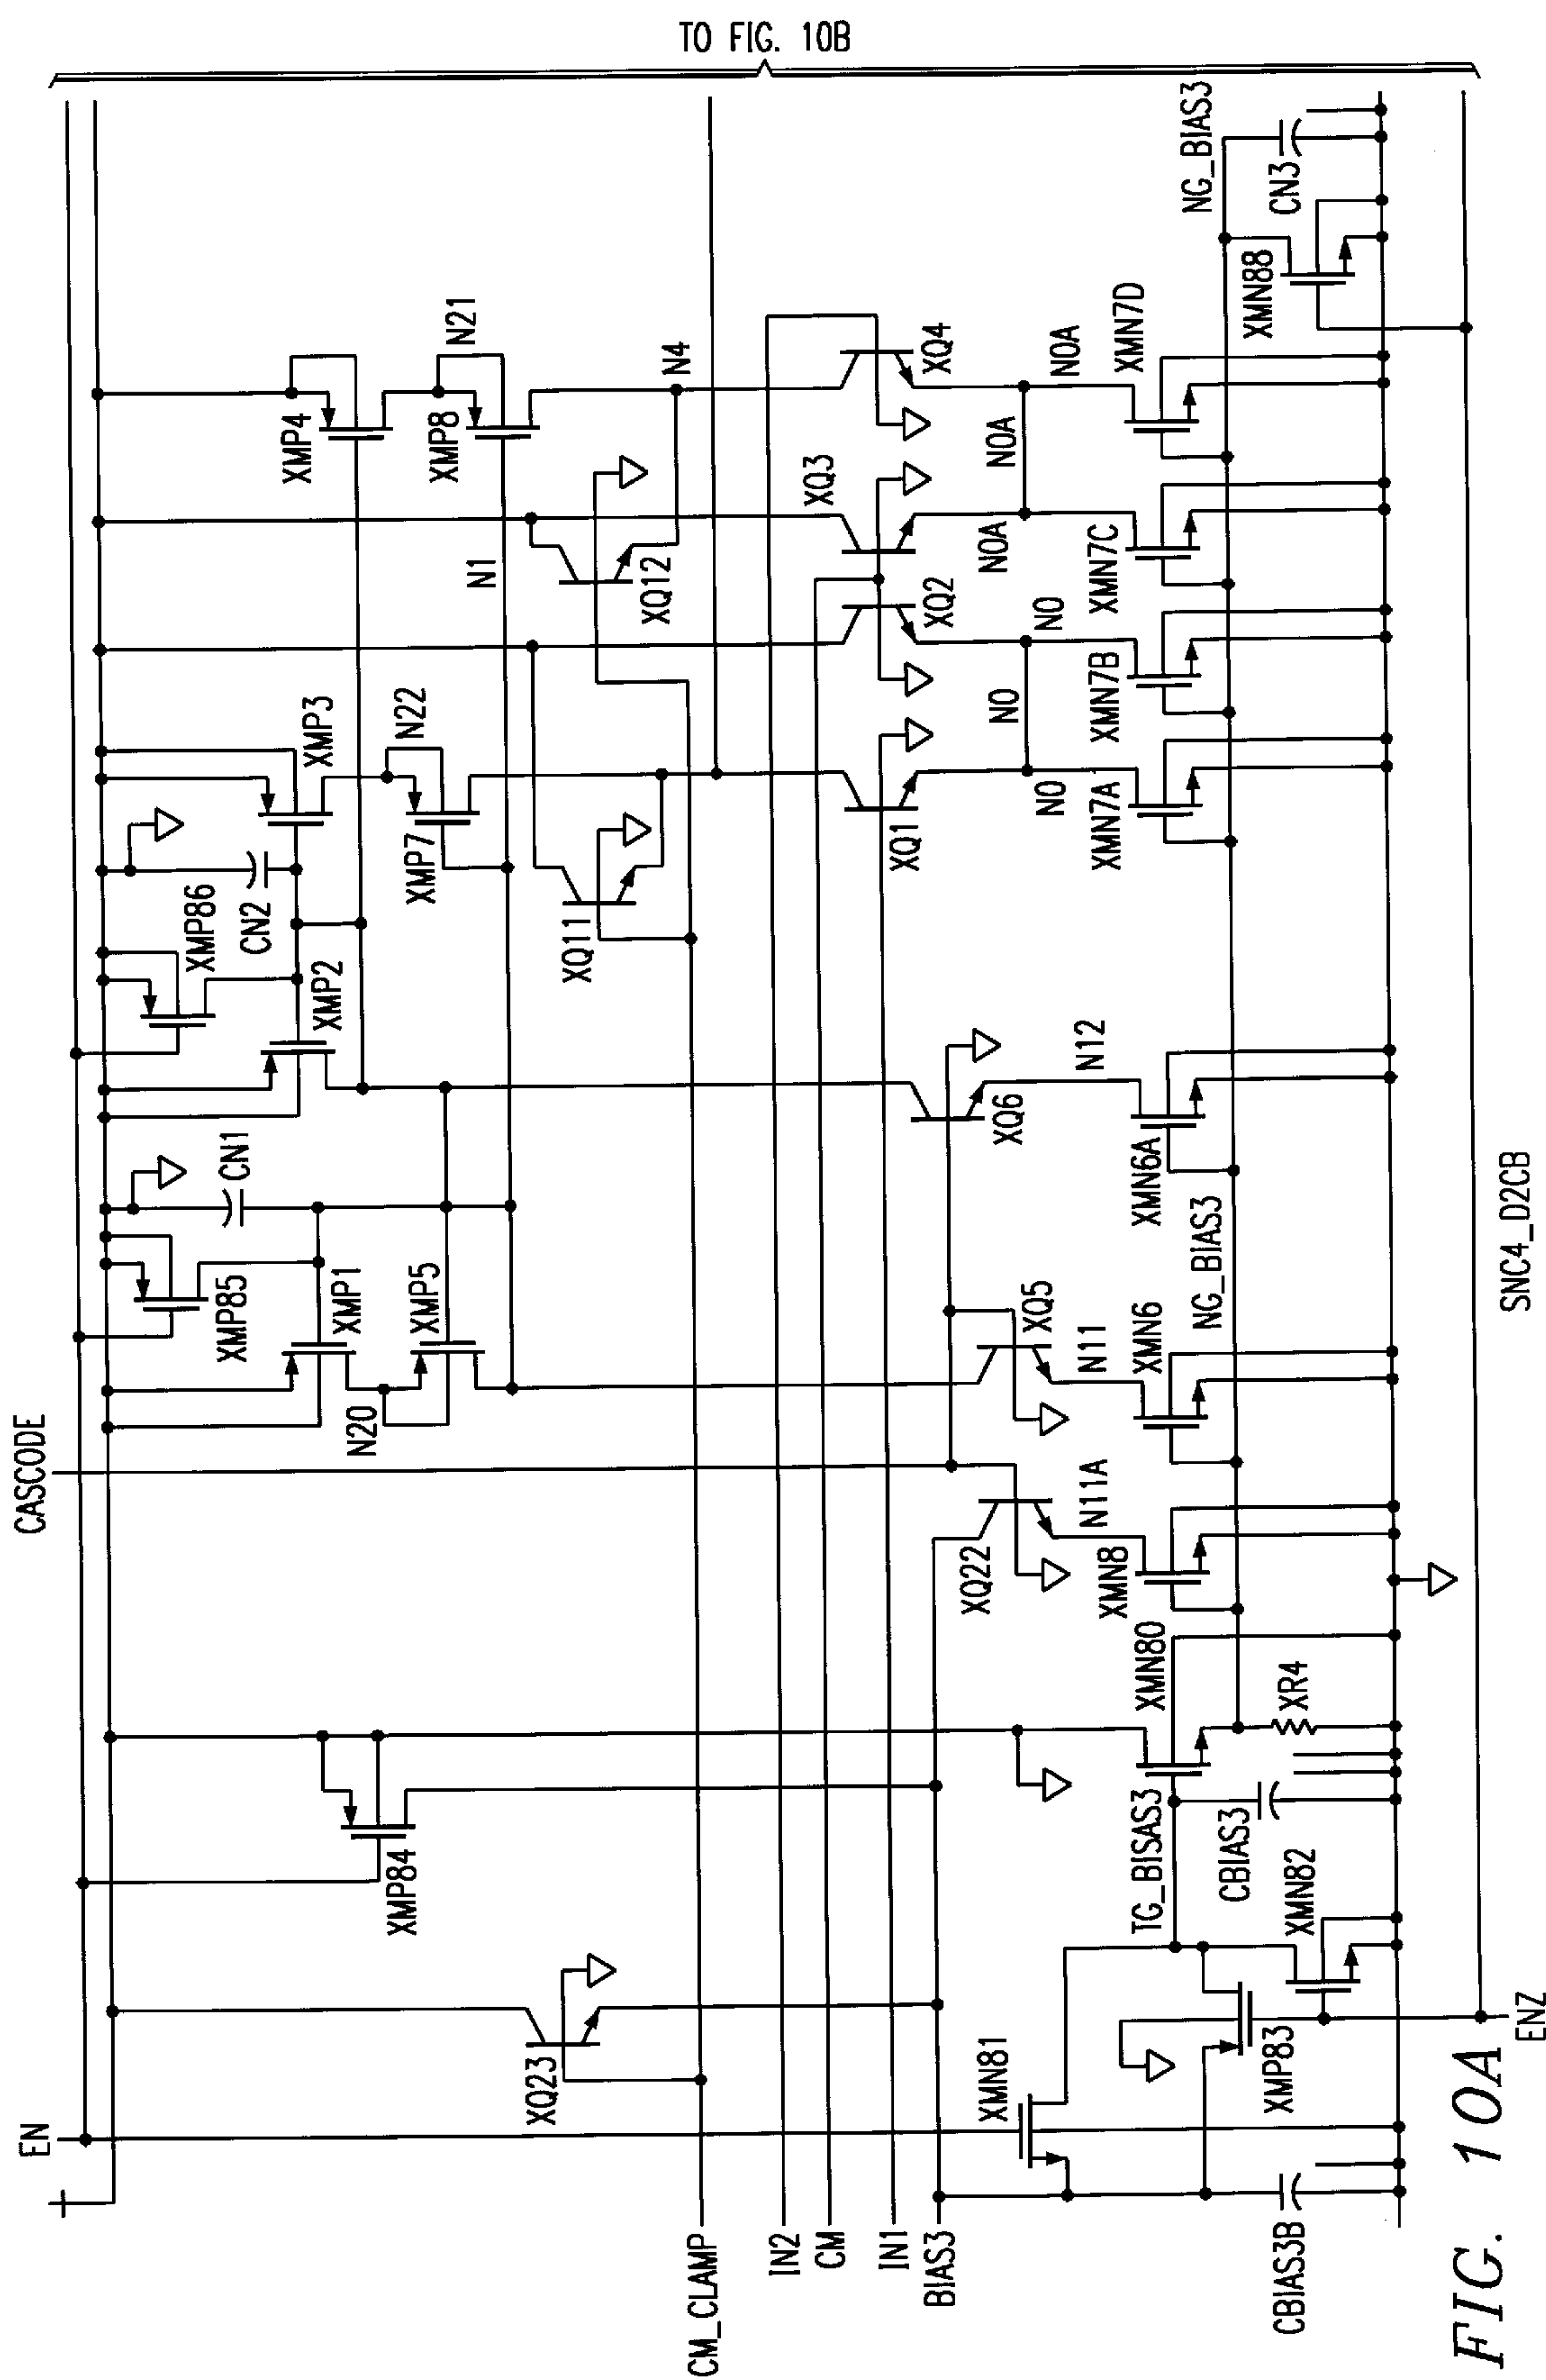 TO FIG. 10B
EN
CASCODE
XMP84
XMP85
CN1
XMP1
N20
XMP5
XMP86
CN2
XMP2
XMP3
N22
XMP7
XMP4
N21
XMP8
N1
XQ23
XQ11
XQ12
N4
CM_CLAMP
IN2
CM
IN1
BIAS3
XQ22
N11A
XQ5
N11
XQ6
N12
XQ1
XQ2
XQ3
XQ4
N0
N0
N0
N0A
N0A
N0A
XMN81
XMP83
CBIAS3B
TG_BISAS3
CBIAS3
XMN82
XMN80
XR4
XMN8
XMN6
NG_BIAS3
XMN6A
XMN7A
XMN7B
XMN7C
XMN7D
XMN88
CN3
NG_BIAS3
ENZ
SNC4_D2CB
FIG. 10A